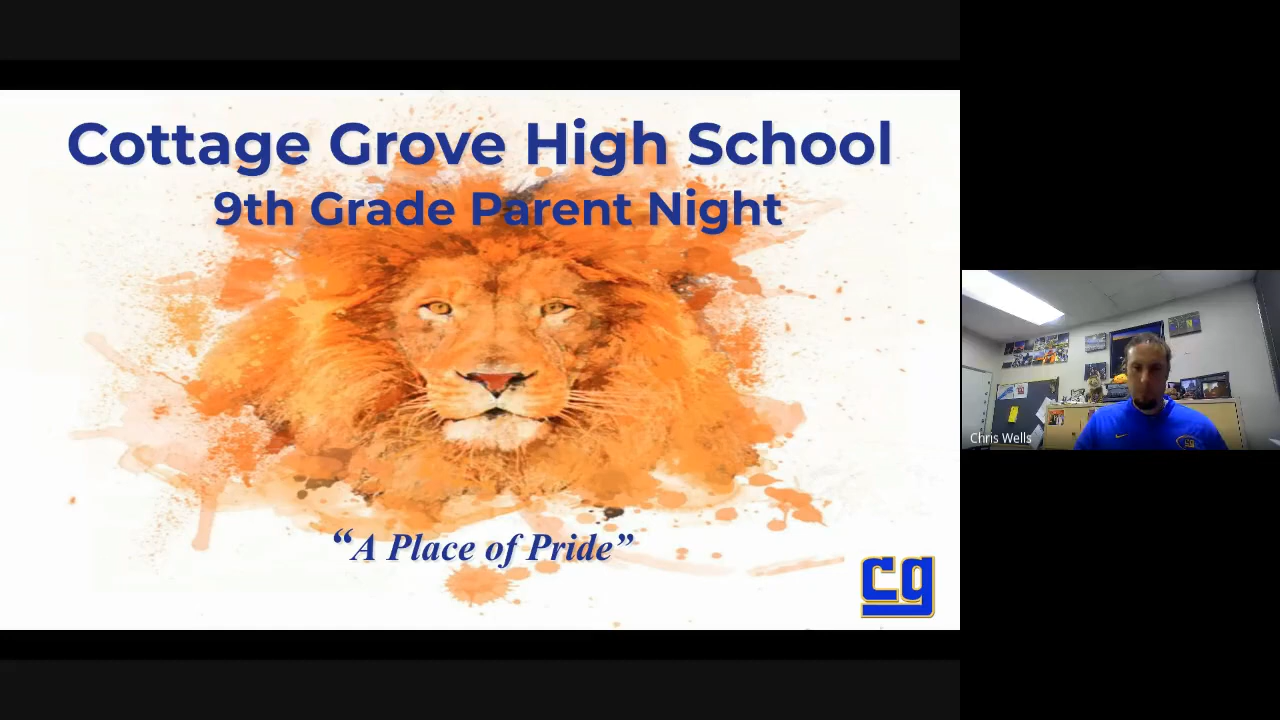 Cottage Grove High School
9th Grade Parent Night
“A Place of Pride”
cg
Chris Wells